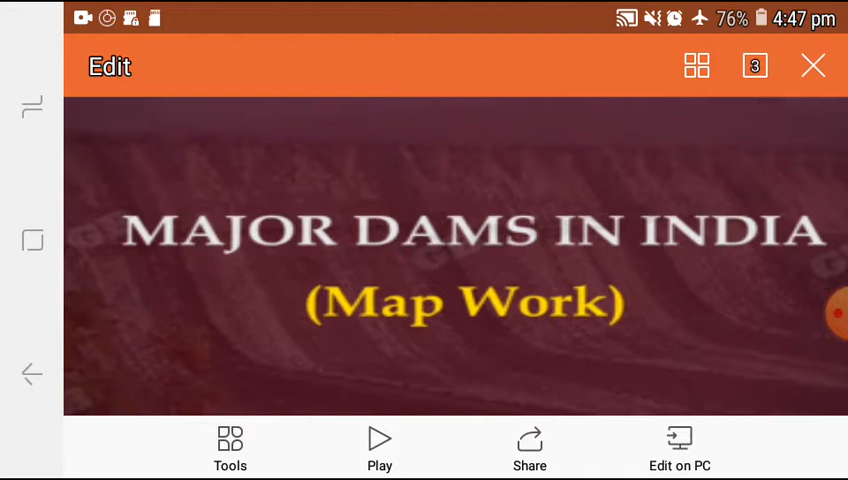 76% 4:47 pm
Edit
3
MAJOR DAMS IN INDIA
(Map Work)
Tools Play Share Edit on PC